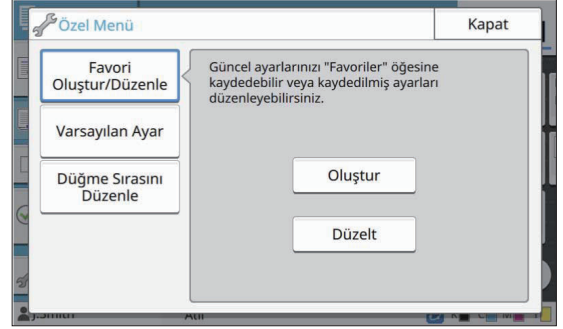 Özel Menü
Kapat
Favori
Oluştur/Düzenle
Güncel ayarlarınızı "Favoriler" öğesine
kaydedebilir veya kaydedilmiş ayarları
düzenleyebilirsiniz.
Varsayılan Ayar
Düğme Sırasını
Düzenle
Oluştur
Düzelt